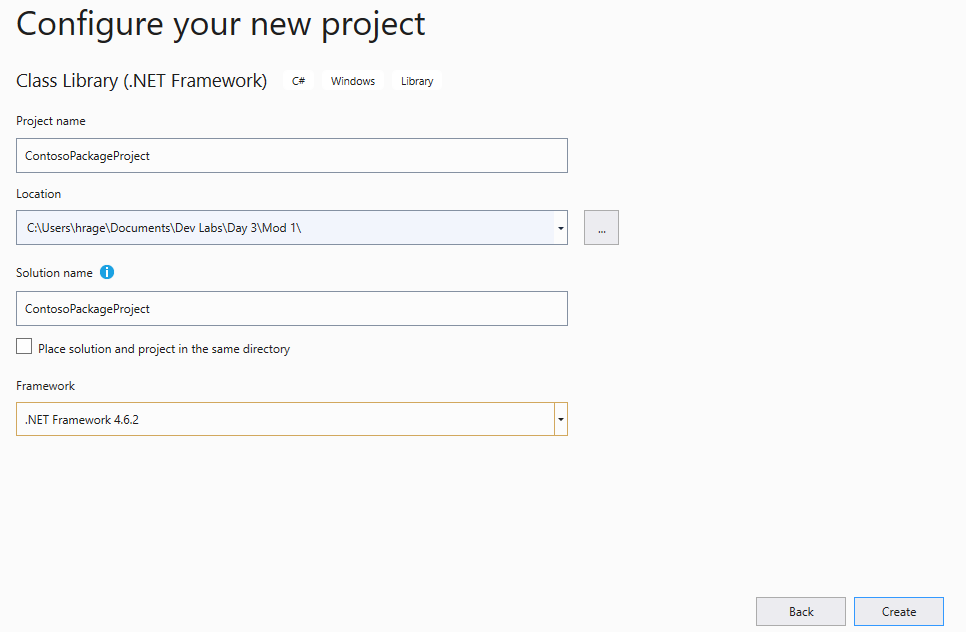 Configure your new project
Class Library (.NET Framework) C# Windows Library
Project name
ContosoPackageProject
Location
C:\Users\hrage\Documents\Dev Labs\Day 3\Mod 1\
...
Solution name i
ContosoPackageProject
Place solution and project in the same directory
Framework
.NET Framework 4.6.2
Back Create